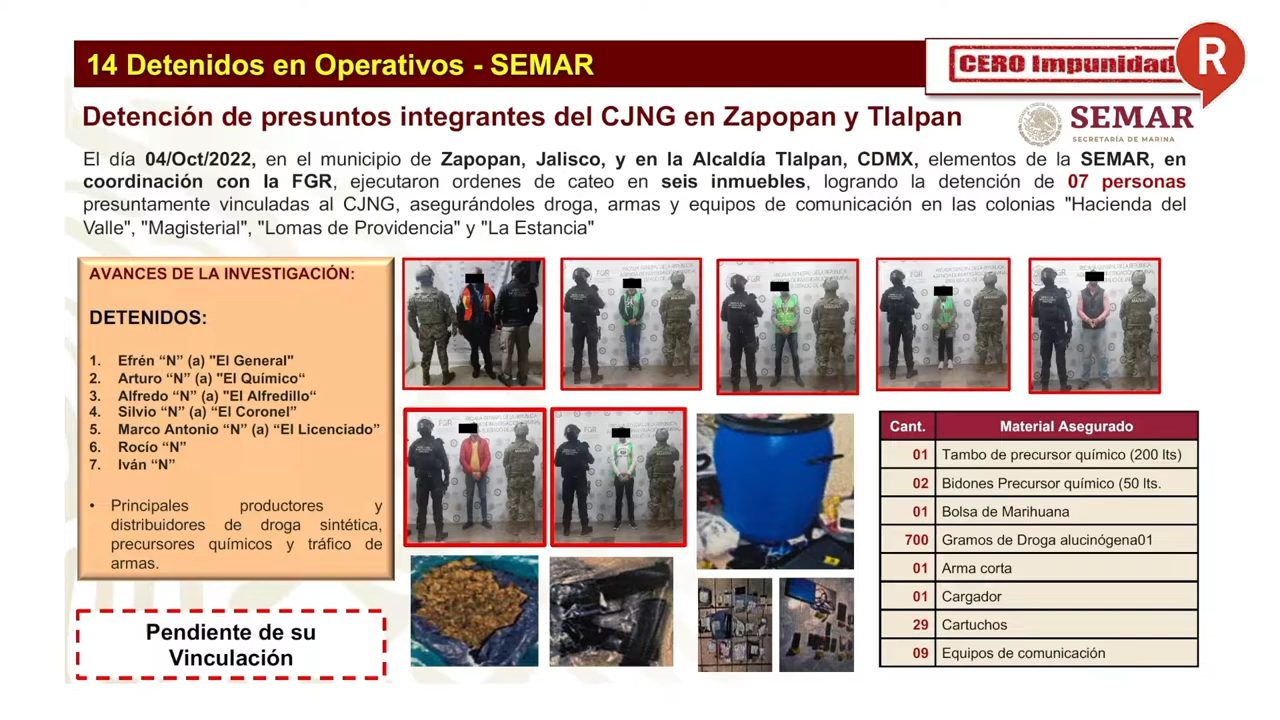 14 Detenidos en Operativos - SEMAR
CERO Impunidad
R
Detención de presuntos integrantes del CJNG en Zapopan y Tlalpan
SEMAR
SECRETARÍA DE MARINA
El día 04/Oct/2022, en el municipio de Zapopan, Jalisco, y en la Alcaldía Tlalpan, CDMX, elementos de la SEMAR, en
coordinación con la FGR, ejecutaron ordenes de cateo en seis inmuebles, logrando la detención de 07 personas
presuntamente vinculadas al CJNG, asegurándoles droga, armas y equipos de comunicación en las colonias "Hacienda del
Valle", "Magisterial", "Lomas de Providencia" y "La Estancia"
AVANCES DE LA INVESTIGACIÓN:
DETENIDOS:
1. Efrén “N” (a) "El General"
2. Arturo “N” (a) "El Químico“
3. Alfredo “N” (a) "El Alfredillo“
4. Silvio “N” (a) “El Coronel”
5. Marco Antonio “N” (a) “El Licenciado”
6. Rocío “N”
7. Iván “N”
• Principales productores y
distribuidores de droga sintética,
precursores químicos y tráfico de
armas.
Pendiente de su
Vinculación
FGR
FGR
FGR
FGR
FGR
Cant. Material Asegurado
01 Tambo de precursor químico (200 lts)
02 Bidones Precursor químico (50 lts.
01 Bolsa de Marihuana
700 Gramos de Droga alucinógena01
01 Arma corta
01 Cargador
29 Cartuchos
09 Equipos de comunicación